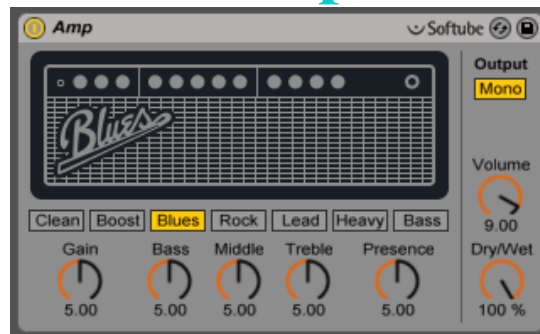 Amp
Softube
Output
Mono
Blues
Volume
9.00
Clean Boost Blues Rock Lead Heavy Bass
Gain Bass Middle Treble Presence Dry/Wet
5.00 5.00 5.00 5.00 5.00 100 %